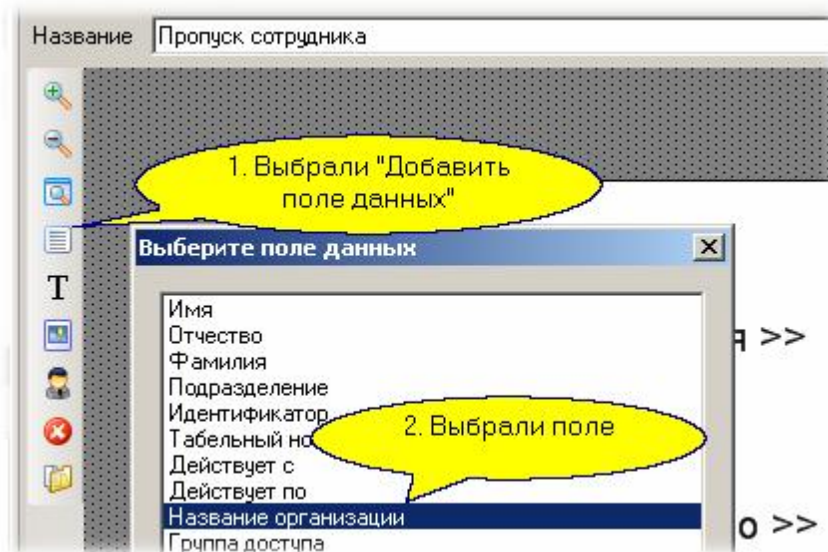 Название Пропуск сотрудника
1. Выбрали "Добавить
поле данных"
T
Выберите поле данных
Имя
Отчество
Фамилия
я >>
Подразделение
Идентификатор
Табельный но
2. Выбрали поле
Действует с
Действует по
Название организации
о >>
Группа доступа